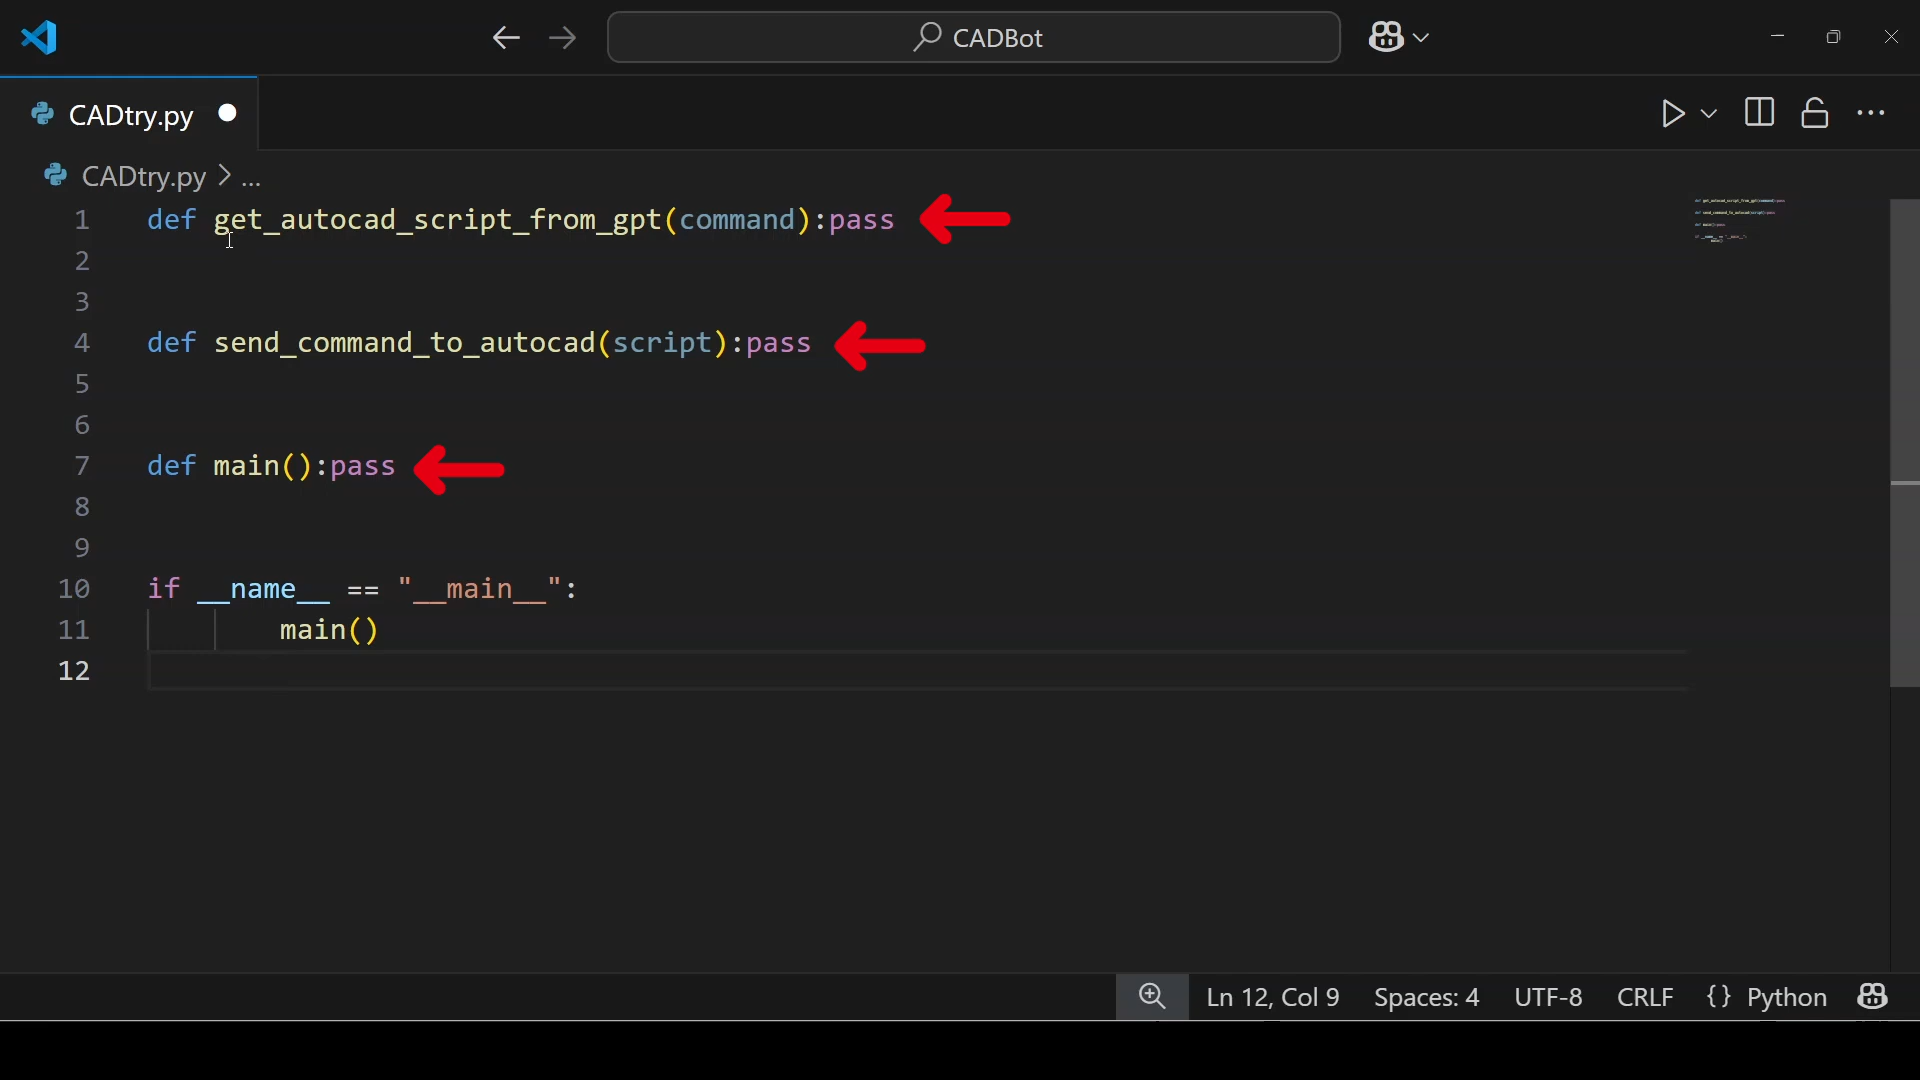 CADBot
CADtry.py
CADtry.py > ...
1 def get_autocad_script_from_gpt(command):pass
2
3
4 def send_command_to_autocad(script):pass
5
6
7 def main():pass
8
9
10 if __name__ == "__main__":
11 main()
12
Ln 12, Col 9 Spaces: 4 UTF-8 CRLF {} Python